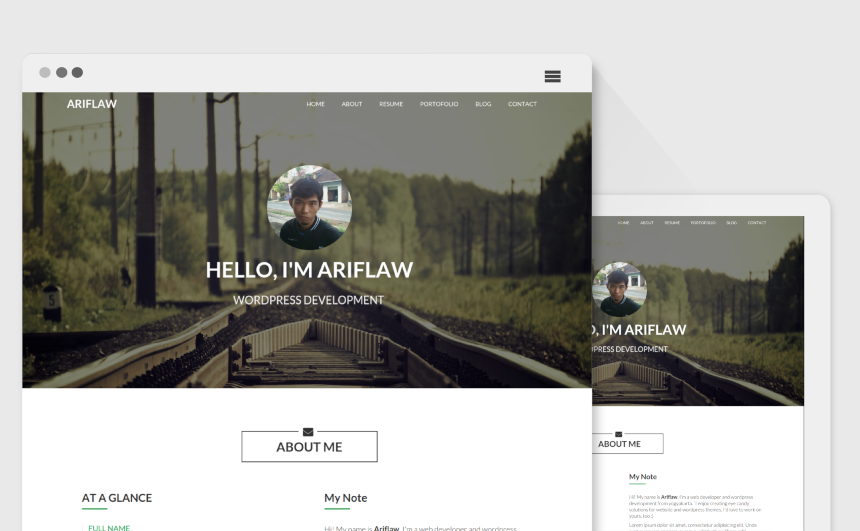 ARIFLAW
HOME ABOUT RESUME PORTOFOLIO BLOG CONTACT
HELLO, I'M ARIFLAW
WORDPRESS DEVELOPMENT
5
ABOUT ME
AT A GLANCE
FULL NAME
My Note
Hi! My name is Ariflaw. I'm a web developer and wordpress
HOME ABOUT RESUME PORTOFOLIO BLOG CONTACT
O, I'M ARIFLAW
PRESS DEVELOPMENT
ABOUT ME
My Note
Hi! My name is Ariflaw. I'm a web developer and wordpress
development from yogyakarta. I enjoy creating eye candy
solutions for website and wordpress themes. I'd love to work on
yours, too :)
Lorem ipsum dolor sit amet, consectetur adipiscing elit. Unde